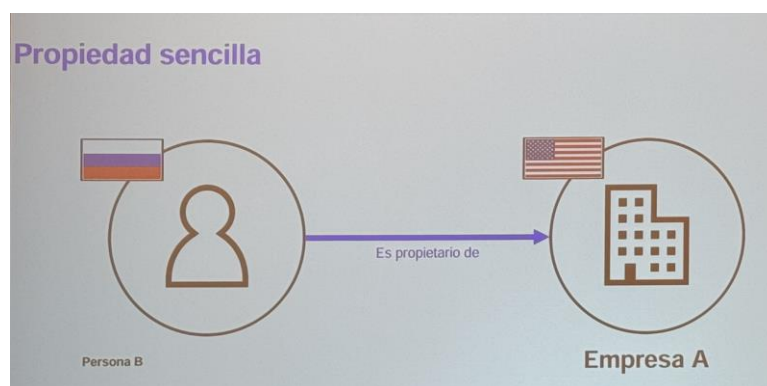 Propiedad sencilla
Es propietario de
Persona B
Empresa A